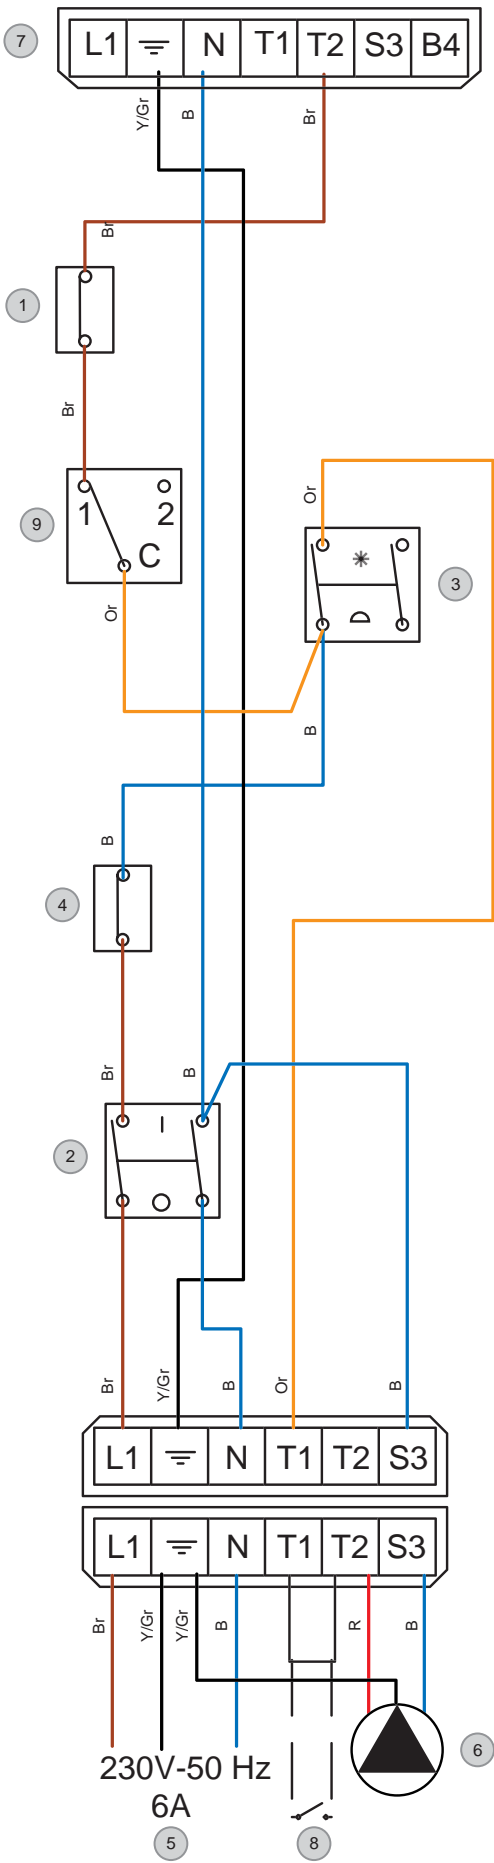 7 L1 N T1 T2 S3 B4
Y/Gr B Br
Br
1
Br
Or
9 1 2
C
3
Or
B
B
4
Br B
2 I
O
Br Y/Gr B Or B
L1 N T1 T2 S3
L1 N T1 T2 S3
Br Y/Gr Y/Gr B R B
230V-50 Hz 6
6A
5 8